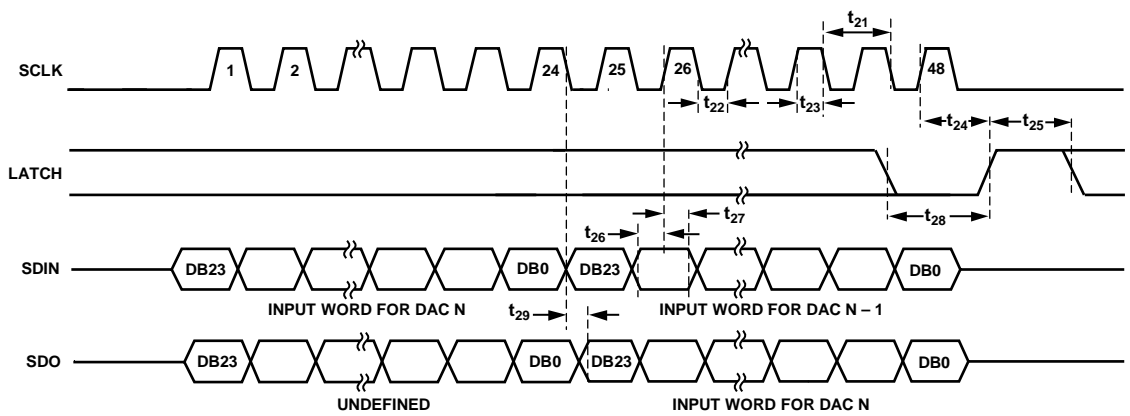 t21
SCLK
1
2
24
25
26
48
t22
t23
t24
t25
LATCH
t28
t27
t26
SDIN
DB23
DB0
DB23
DB0
INPUT WORD FOR DAC N
INPUT WORD FOR DAC N – 1
t29
SDO
DB23
DB0
DB23
DB0
UNDEFINED
INPUT WORD FOR DAC N